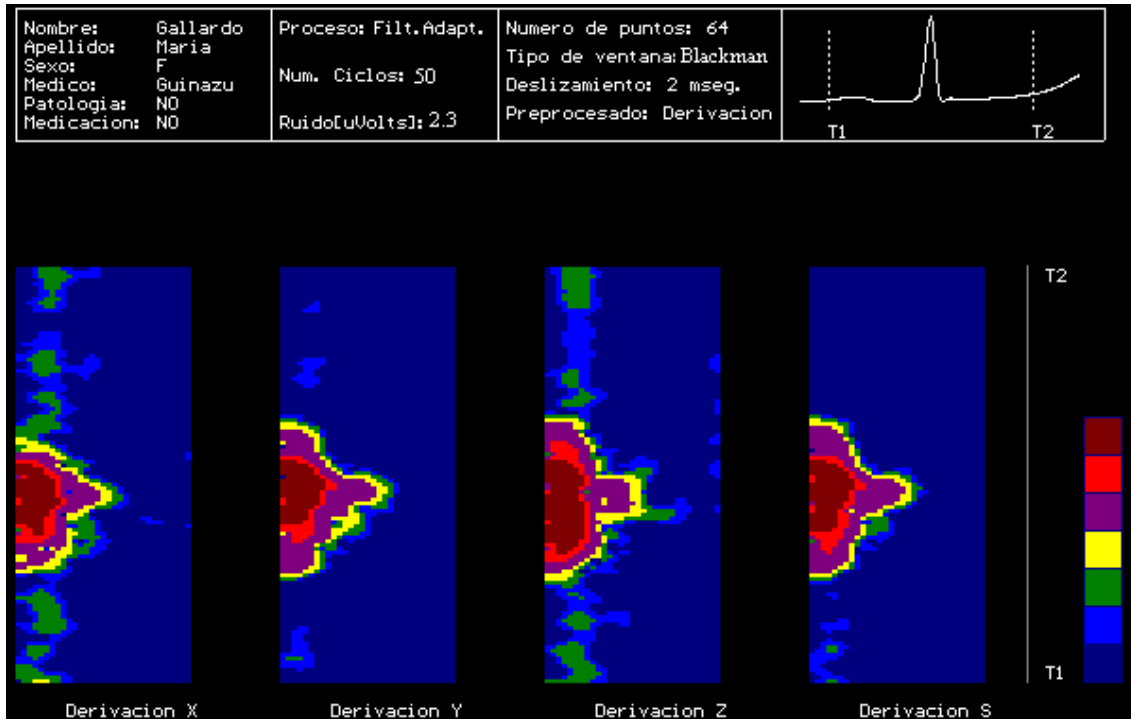 Nombre: Gallardo
Apellido: Maria
Sexo: F
Medico: Guinazu
Patologia: NO
Medicacion: NO
Proceso: Filt.Adapt.
Num. Ciclos: 50
Ruido[uVolts]: 2.3
Numero de puntos: 64
Tipo de ventana: Blackman
Deslizamiento: 2 mseg.
Preprocesado: Derivacion
T1 T2
T2
T1
Derivacion X Derivacion Y Derivacion Z Derivacion S